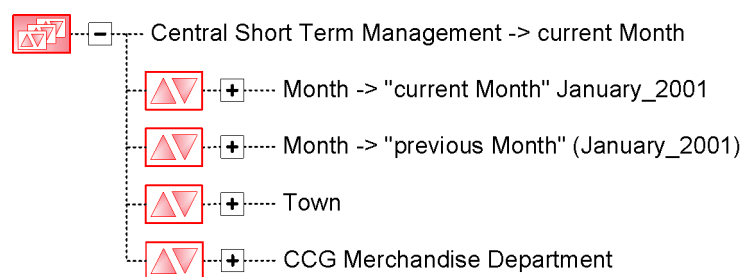 Central Short Term Management -> current Month
Month -> "current Month" January_2001
Month -> "previous Month" (January_2001)
Town
CCG Merchandise Department